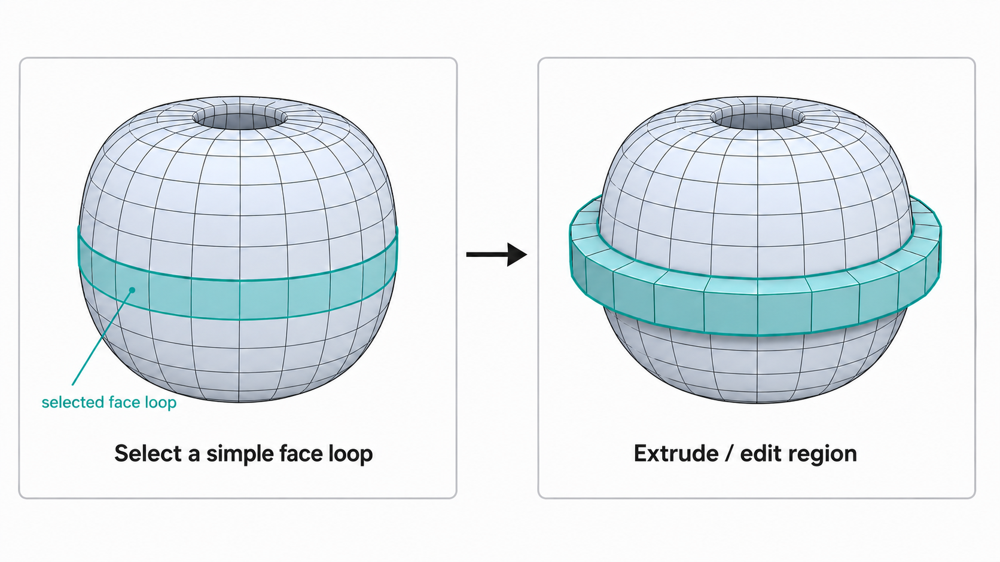 selected face loop
Select a simple face loop
Extrude / edit region